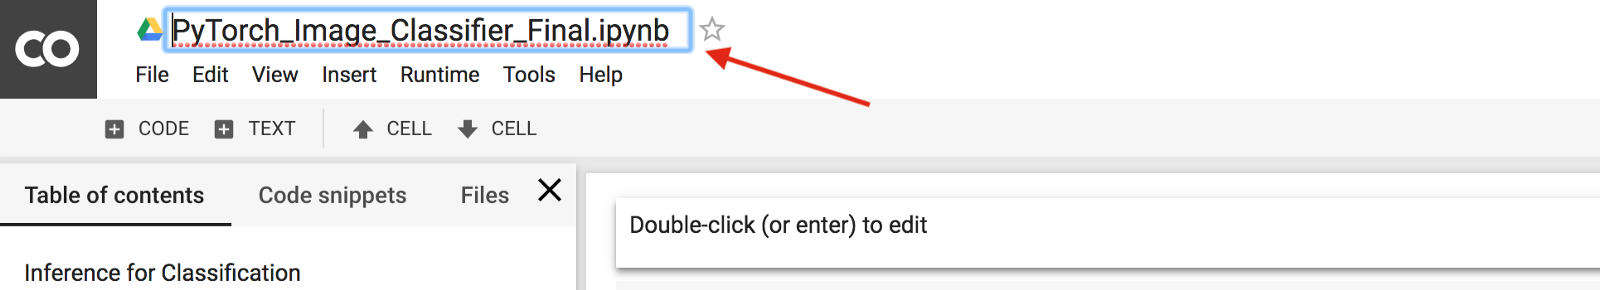 CO PyTorch_Image_Classifier_Final.ipynb
File Edit View Insert Runtime Tools Help
CODE TEXT CELL CELL
Table of contents Code snippets Files
Double-click (or enter) to edit
Inference for Classification